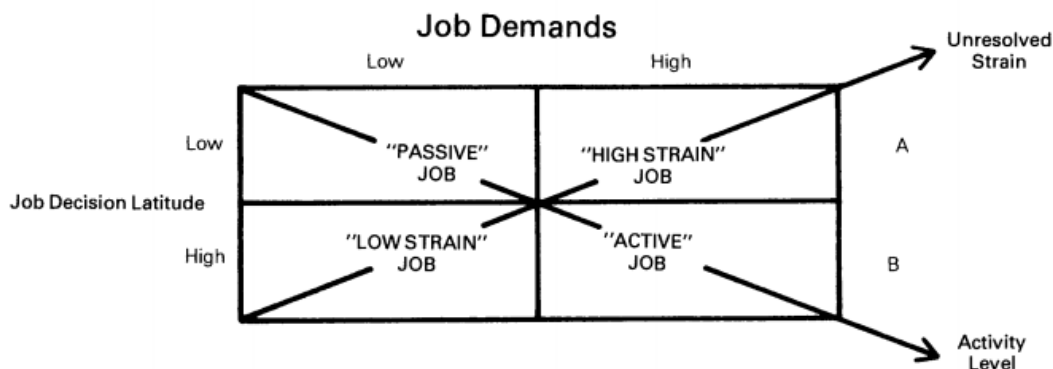 Job Demands
Unresolved
Strain
Low
High
Low
"PASSIVE"
JOB
"HIGH STRAIN"
JOB
A
Job Decision Latitude
High
"LOW STRAIN"
JOB
"ACTIVE"
JOB
B
Activity
Level